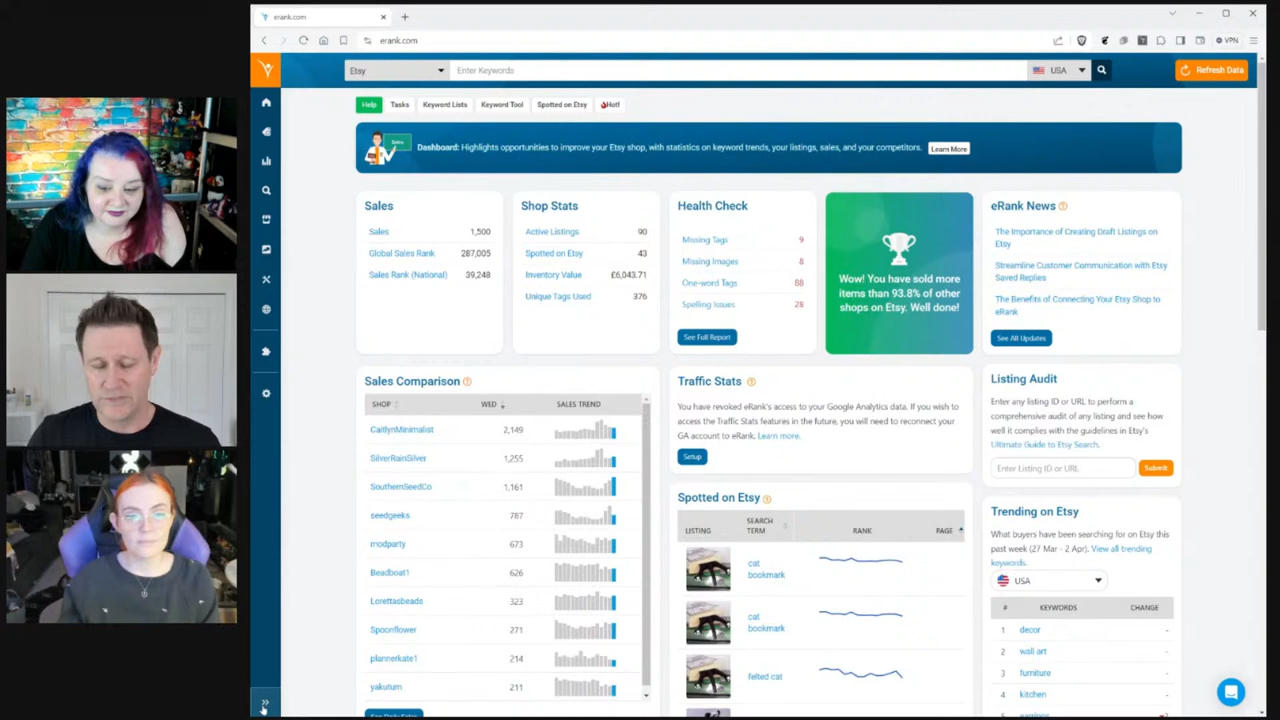 erank.com
erank.com
VPN
Etsy
Enter Keywords
USA
Refresh Data
Help
Tasks
Keyword Lists
Keyword Tool
Spotted on Etsy
Hot!
Dashboard: Highlights opportunities to improve your Etsy shop, with statistics on keyword trends, your listings, sales, and your competitors.
Learn More
Sales
Sales 1,500
Global Sales Rank 287,005
Sales Rank (National) 39,248
Shop Stats
Active Listings 90
Spotted on Etsy 43
Inventory Value £6,043.71
Unique Tags Used 376
Health Check
Missing Tags 9
Missing Images 8
One-word Tags 88
Spelling Issues 28
See Full Report
Wow! You have sold more
items than 93.8% of other
shops on Etsy. Well done!
eRank News
The Importance of Creating Draft Listings on
Etsy
Streamline Customer Communication with Etsy
Saved Replies
The Benefits of Connecting Your Etsy Shop to
eRank
See All Updates
Sales Comparison
SHOP WED SALES TREND
CaitlynMinimalist 2,149
SilverRainSilver 1,255
SouthernSeedCo 1,161
seedgeeks 787
modparty 673
Beadboat1 626
Lorettasbeads 323
Spoonflower 271
plannerkate1 214
yakutum 211
See Daily Sales
Traffic Stats
You have revoked eRank's access to your Google Analytics data. If you wish to
access the Traffic Stats features in the future, you will need to reconnect your
GA account to eRank. Learn more.
Setup
Spotted on Etsy
LISTING SEARCH TERM RANK PAGE
cat
bookmark
cat
bookmark
felted cat
Listing Audit
Enter any listing ID or URL to perform a
comprehensive audit of any listing and see how
well it complies with the guidelines in Etsy's
Ultimate Guide to Etsy Search.
Enter Listing ID or URL
Submit
Trending on Etsy
What buyers have been searching for on Etsy this
past week (27 Mar - 2 Apr). View all trending
keywords.
USA
# KEYWORDS CHANGE
1 decor -
2 wall art -
3 furniture -
4 kitchen -
5 earrings -